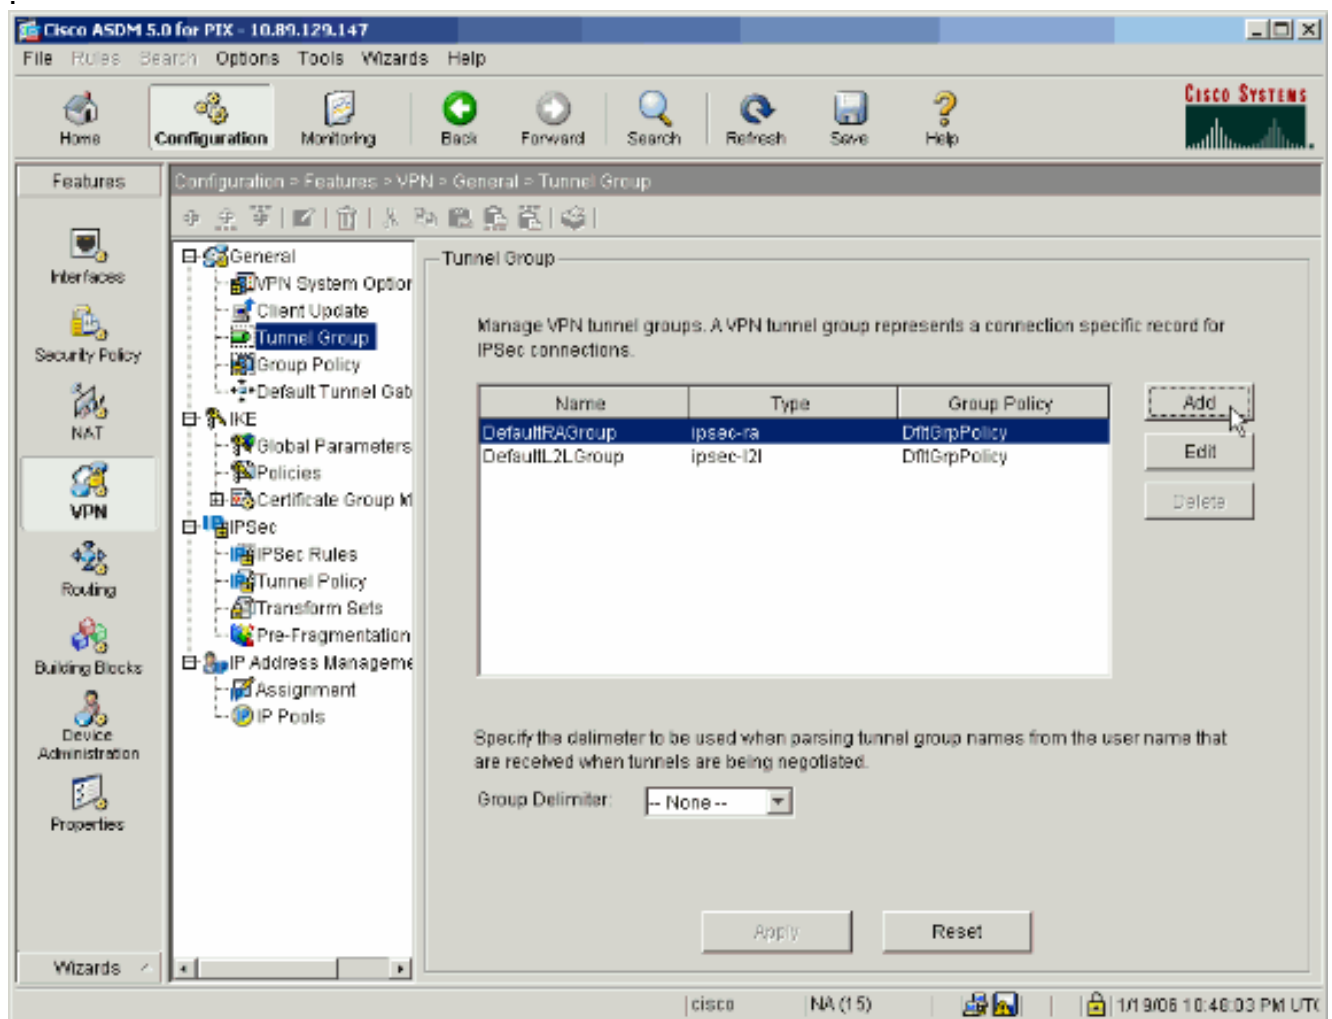 Cisco ASDM 5.0 for PIX - 10.89.129.147
File Rules Search Options Tools Wizards Help
Home Configuration Monitoring Back Forward Search Refresh Save Help
CISCO SYSTEMS
Features
Configuration > Features > VPN > General > Tunnel Group
Interfaces
Security Policy
NAT
VPN
Routing
Building Blocks
Device
Administration
Properties
Wizards
General
VPN System Option
Client Update
Tunnel Group
Group Policy
Default Tunnel Gat
IKE
Global Parameters
Policies
Certificate Group M
IPSec
IPSec Rules
Tunnel Policy
Transform Sets
Pre-Fragmentation
IP Address Manageme
Assignment
IP Pools
Tunnel Group
Manage VPN tunnel groups. A VPN tunnel group represents a connection specific record for
IPSec connections.
Name Type Group Policy
DefaultRAGroup ipsec-ra DfltGrpPolicy
DefaultL2LGroup ipsec-l2l DfltGrpPolicy
Add
Edit
Delete
Specify the delimeter to be used when parsing tunnel group names from the user name that
are received when tunnels are being negotiated.
Group Delimiter: -- None --
Apply Reset
cisco NA (15) 1/19/06 10:48:03 PM UTC